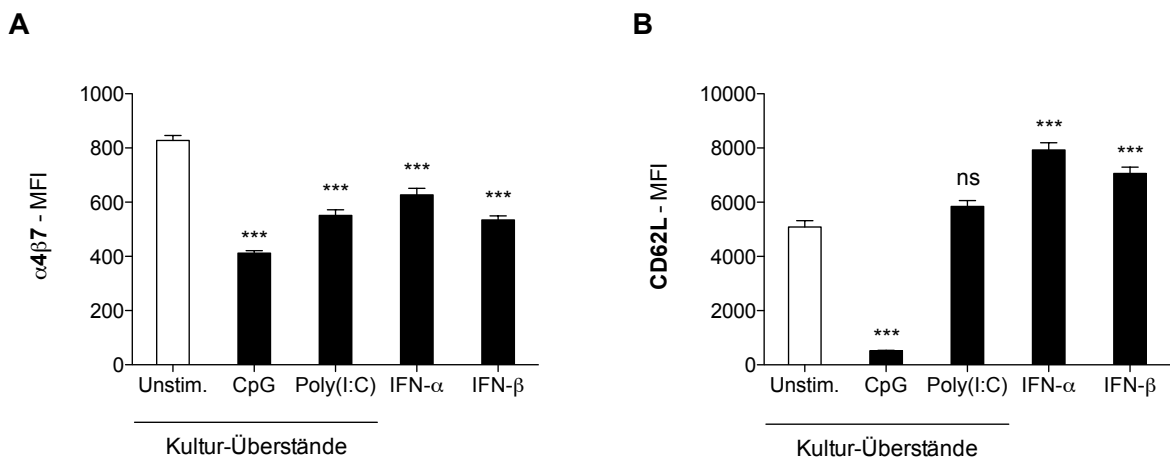 A
α4β7 - MFI
1000
800
600
400
200
0
***
***
***
***
Unstim.
CpG
Poly(I:C)
IFN-α
IFN-β
Kultur-Überstände
B
CD62L - MFI
10000
8000
6000
4000
2000
0
***
ns
***
***
Unstim.
CpG
Poly(I:C)
IFN-α
IFN-β
Kultur-Überstände